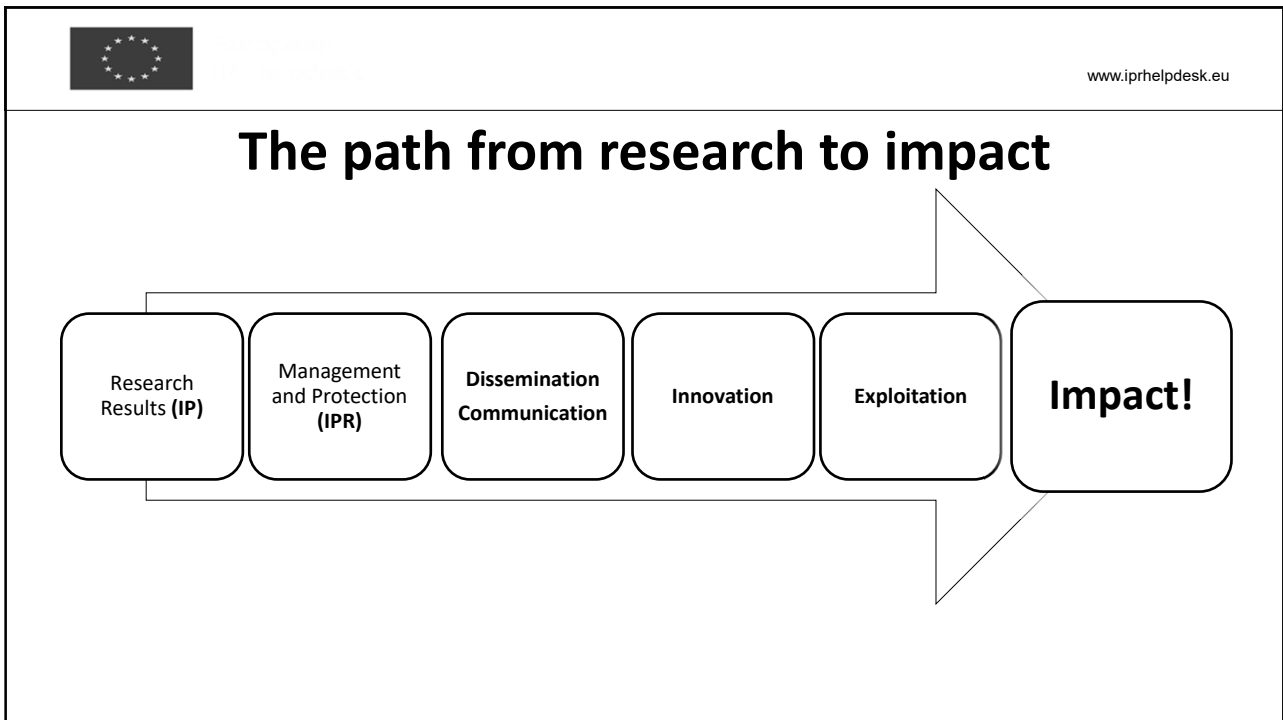 www.iprhelpdesk.eu
The path from research to impact
Research
Results (IP)
Management
and Protection
(IPR)
Dissemination
Communication
Innovation
Exploitation
Impact!